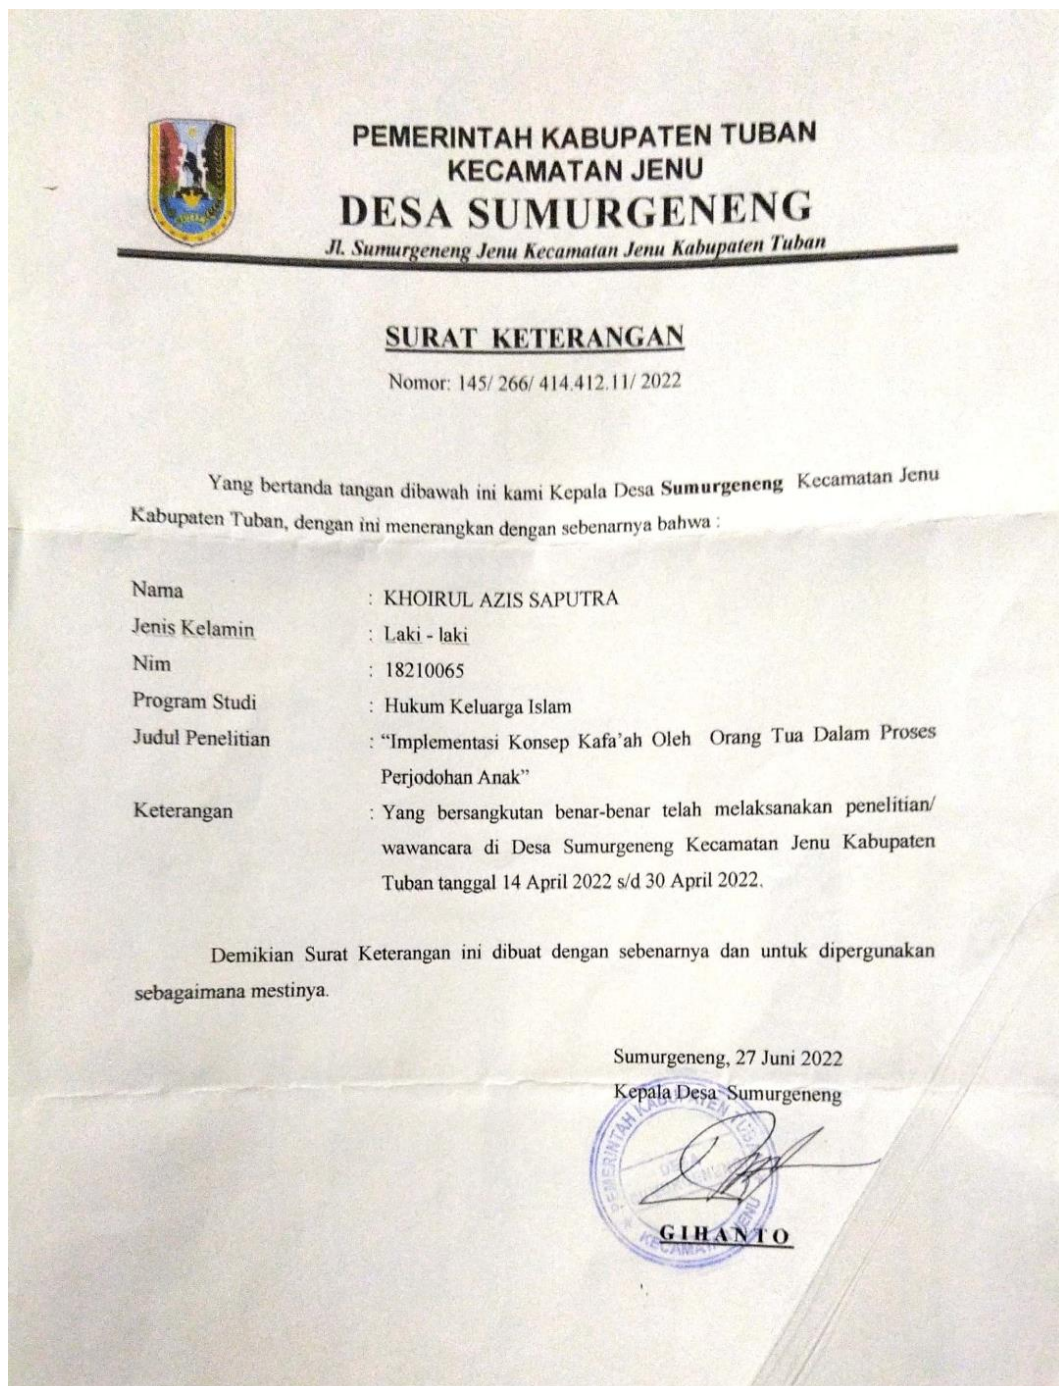 PEMERINTAH KABUPATEN TUBAN
KECAMATAN JENU
DESA SUMURGENENG
Jl. Sumurgeneng Jenu Kecamatan Jenu Kabupaten Tuban
SURAT KETERANGAN
Nomor: 145/ 266/ 414.412.11/ 2022
Yang bertanda tangan dibawah ini kami Kepala Desa Sumurgeneng Kecamatan Jenu
Kabupaten Tuban, dengan ini menerangkan dengan sebenarnya bahwa :
Nama : KHOIRUL AZIS SAPUTRA
Jenis Kelamin : Laki - laki
Nim : 18210065
Program Studi : Hukum Keluarga Islam
Judul Penelitian : “Implementasi Konsep Kafa’ah Oleh Orang Tua Dalam Proses
Perjodohan Anak”
Keterangan : Yang bersangkutan benar-benar telah melaksanakan penelitian/
wawancara di Desa Sumurgeneng Kecamatan Jenu Kabupaten
Tuban tanggal 14 April 2022 s/d 30 April 2022.
Demikian Surat Keterangan ini dibuat dengan sebenarnya dan untuk dipergunakan
sebagaimana mestinya.
Sumurgeneng, 27 Juni 2022
Kepala Desa Sumurgeneng
PEMERINTAH KABUPATEN TUBAN
DESA
KECAMATAN JENU
GIHANTO